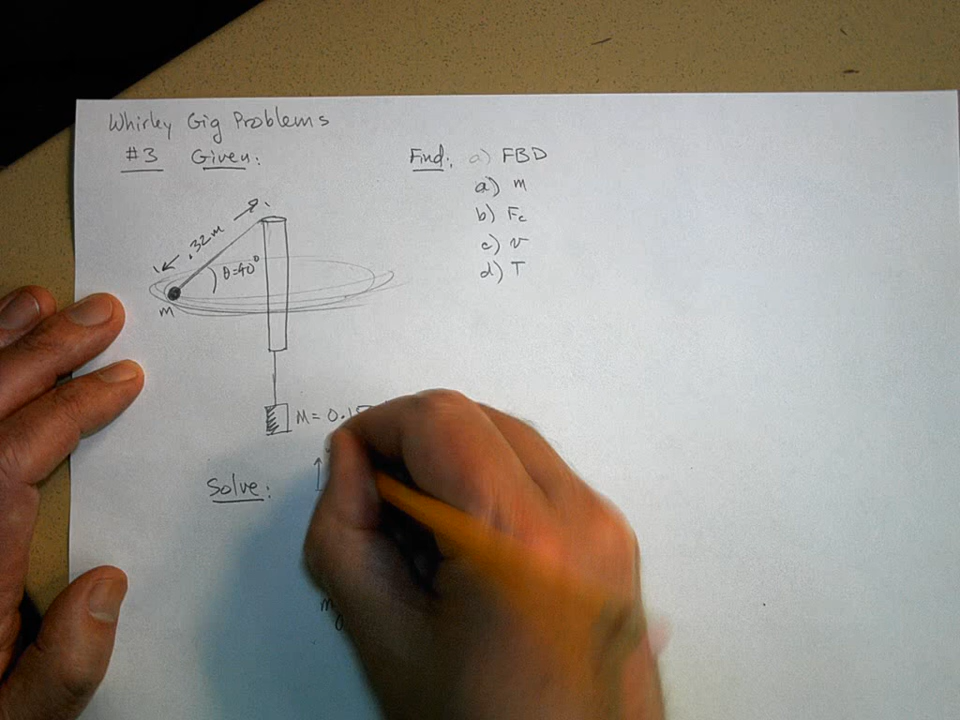 Whirley Gig Problems
#3 Given:
Find: a) FBD
a) m
b) Fc
c) v
d) T
.32m
θ=40°
m
M = 0.1
Solve:
m